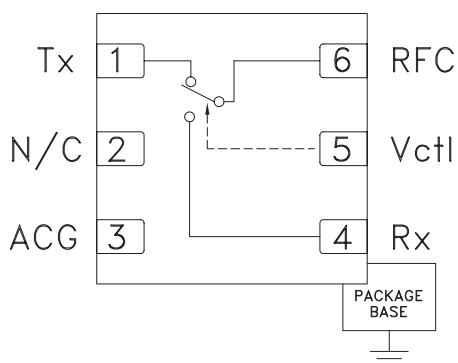 Tx 1 6 RFC
N/C 2 5 Vctl
ACG 3 4 Rx
PACKAGE
BASE